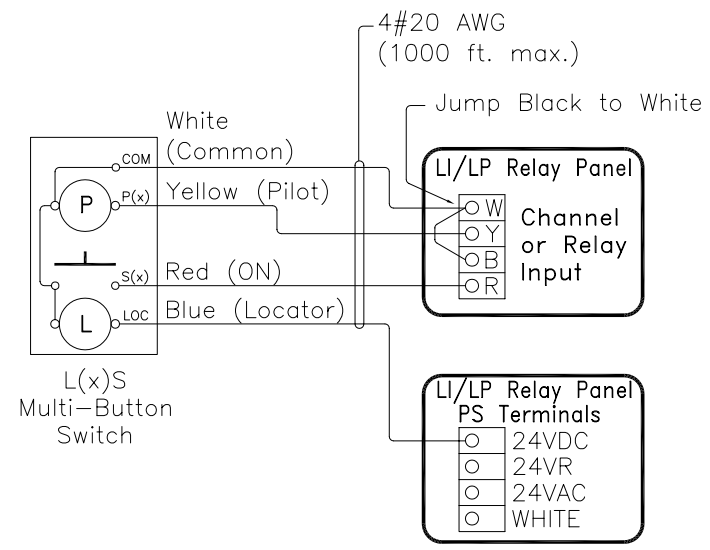 4#20 AWG
(1000 ft. max.)
Jump Black to White
White
(Common)
COM
P
P(x)
Yellow (Pilot)
S(x)
Red (ON)
L
LOC
Blue (Locator)
L(x)S
Multi-Button
Switch
LI/LP Relay Panel
W
Y
B
R
Channel
or Relay
Input
LI/LP Relay Panel
PS Terminals
24VDC
24VR
24VAC
WHITE